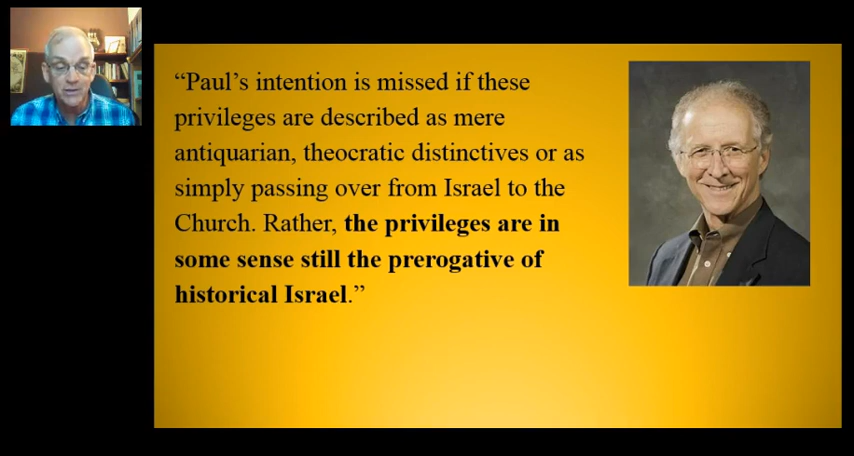 “Paul’s intention is missed if these
privileges are described as mere
antiquarian, theocratic distinctives or as
simply passing over from Israel to the
Church. Rather, the privileges are in
some sense still the prerogative of
historical Israel.”